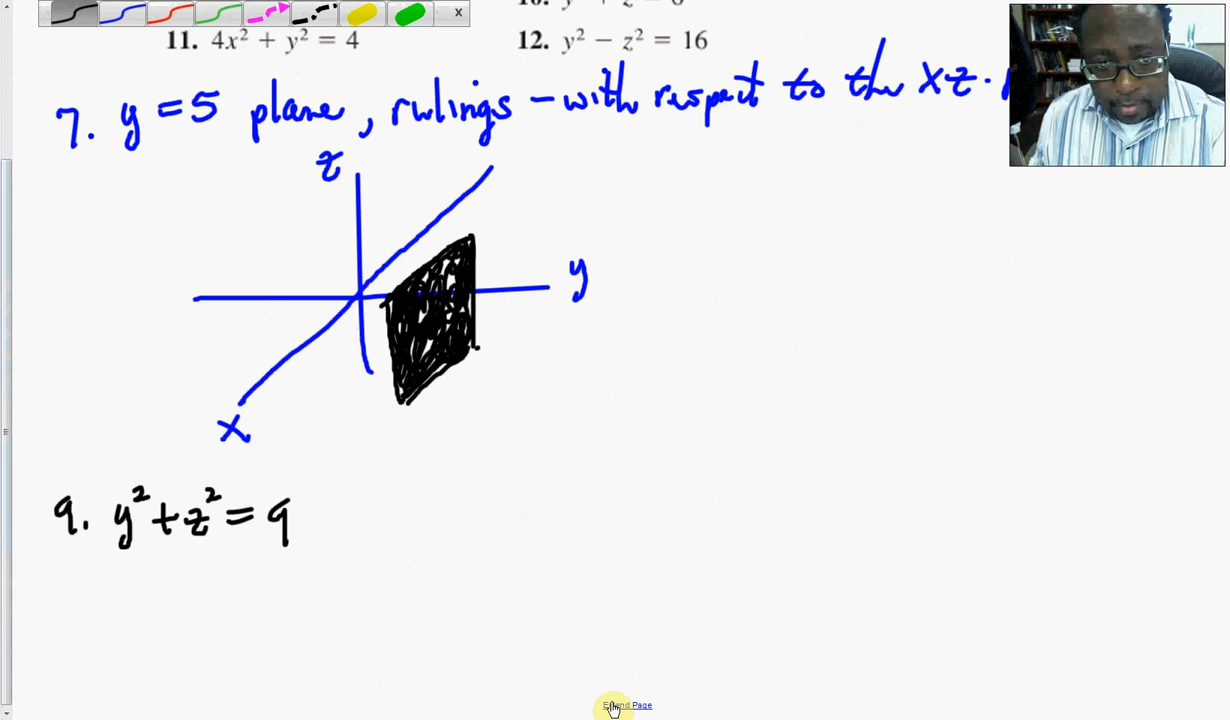 11. 4x² + y² = 4
12. y² − z² = 16
7. y = 5 plane, rulings - with respect to the xz-
z
y
x
9. y² + z² = 9
Extend Page
x